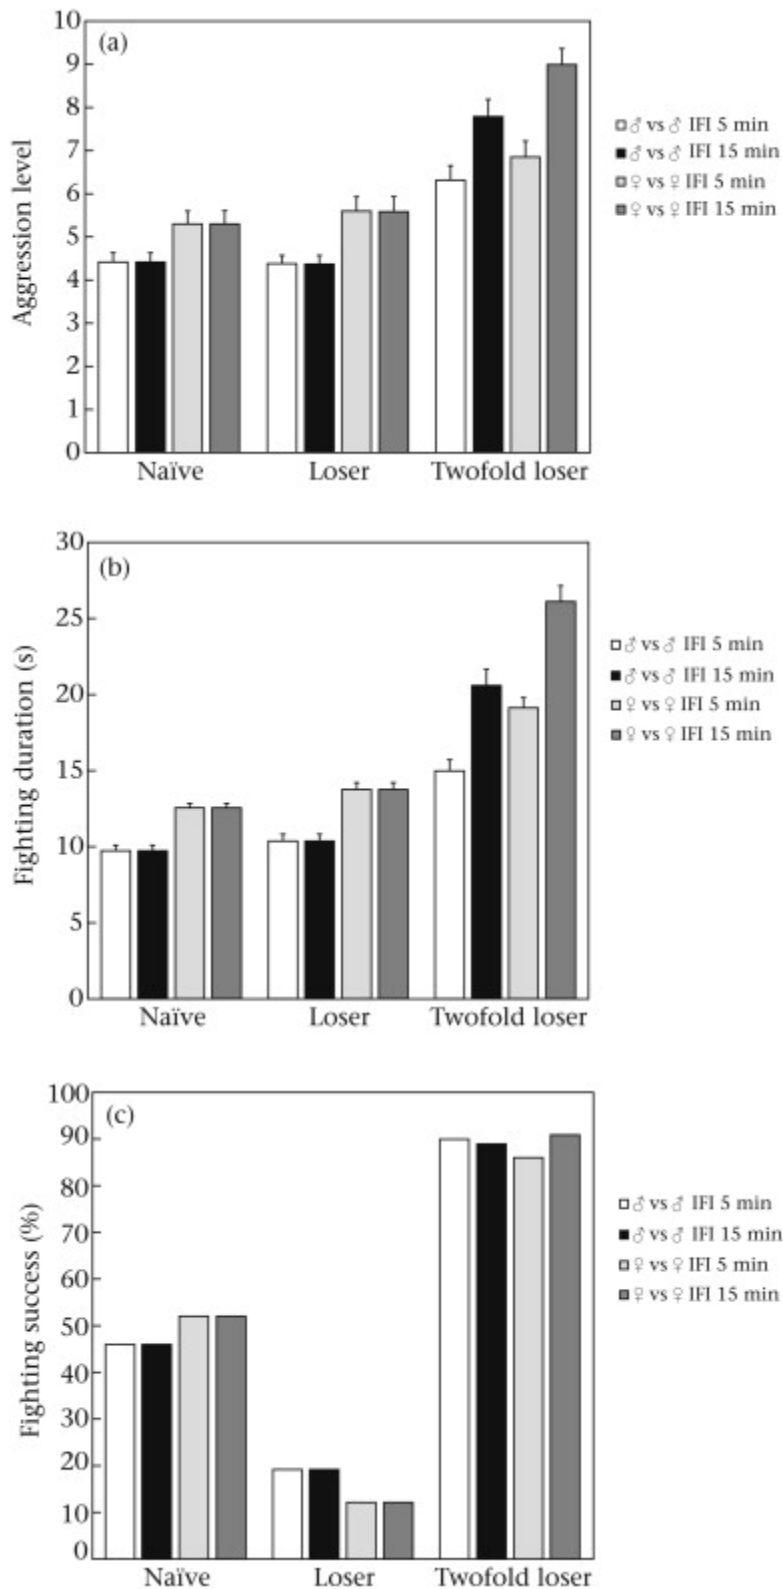 (a)
Aggression level
10
9
8
7
6
5
4
3
2
1
0
Naïve Loser Twofold loser
♂ vs ♂ IFI 5 min
♂ vs ♂ IFI 15 min
♀ vs ♀ IFI 5 min
♀ vs ♀ IFI 15 min
(b)
Fighting duration (s)
30
25
20
15
10
5
0
Naïve Loser Twofold loser
♂ vs ♂ IFI 5 min
♂ vs ♂ IFI 15 min
♀ vs ♀ IFI 5 min
♀ vs ♀ IFI 15 min
(c)
Fighting success (%)
100
90
80
70
60
50
40
30
20
10
0
Naïve Loser Twofold loser
♂ vs ♂ IFI 5 min
♂ vs ♂ IFI 15 min
♀ vs ♀ IFI 5 min
♀ vs ♀ IFI 15 min